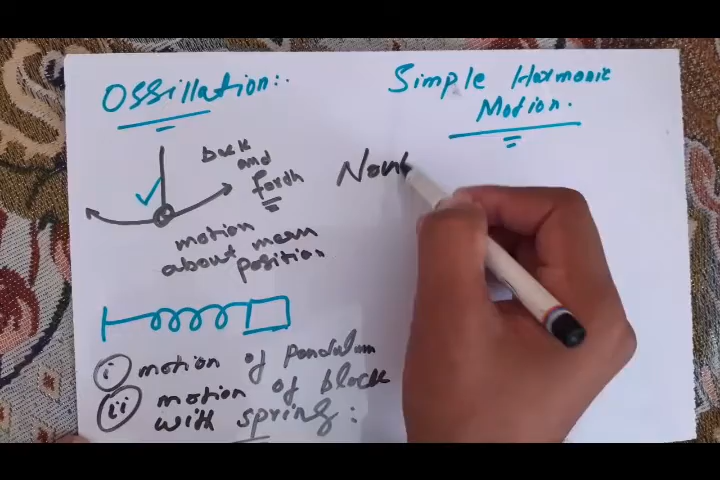 Ossillation:.
back
and
forth
motion
about mean
position
i motion of pendulum
ii motion of block
with spring:
Simple Harmonic
Motion.